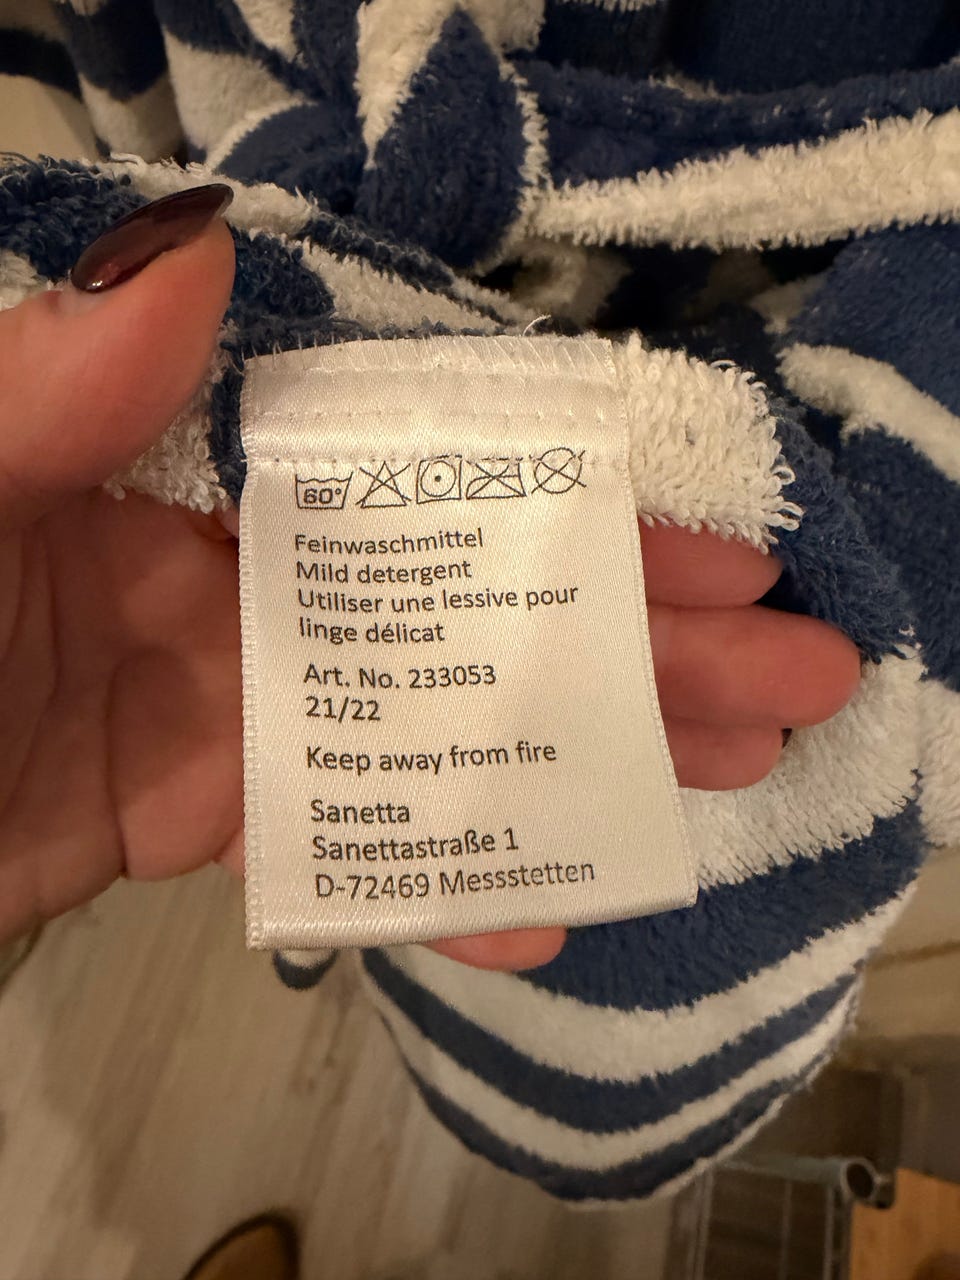 60°
Feinwaschmittel
Mild detergent
Utiliser une lessive pour
linge délicat
Art. No. 233053
21/22
Keep away from fire
Sanetta
Sanettastraße 1
D-72469 Messstetten